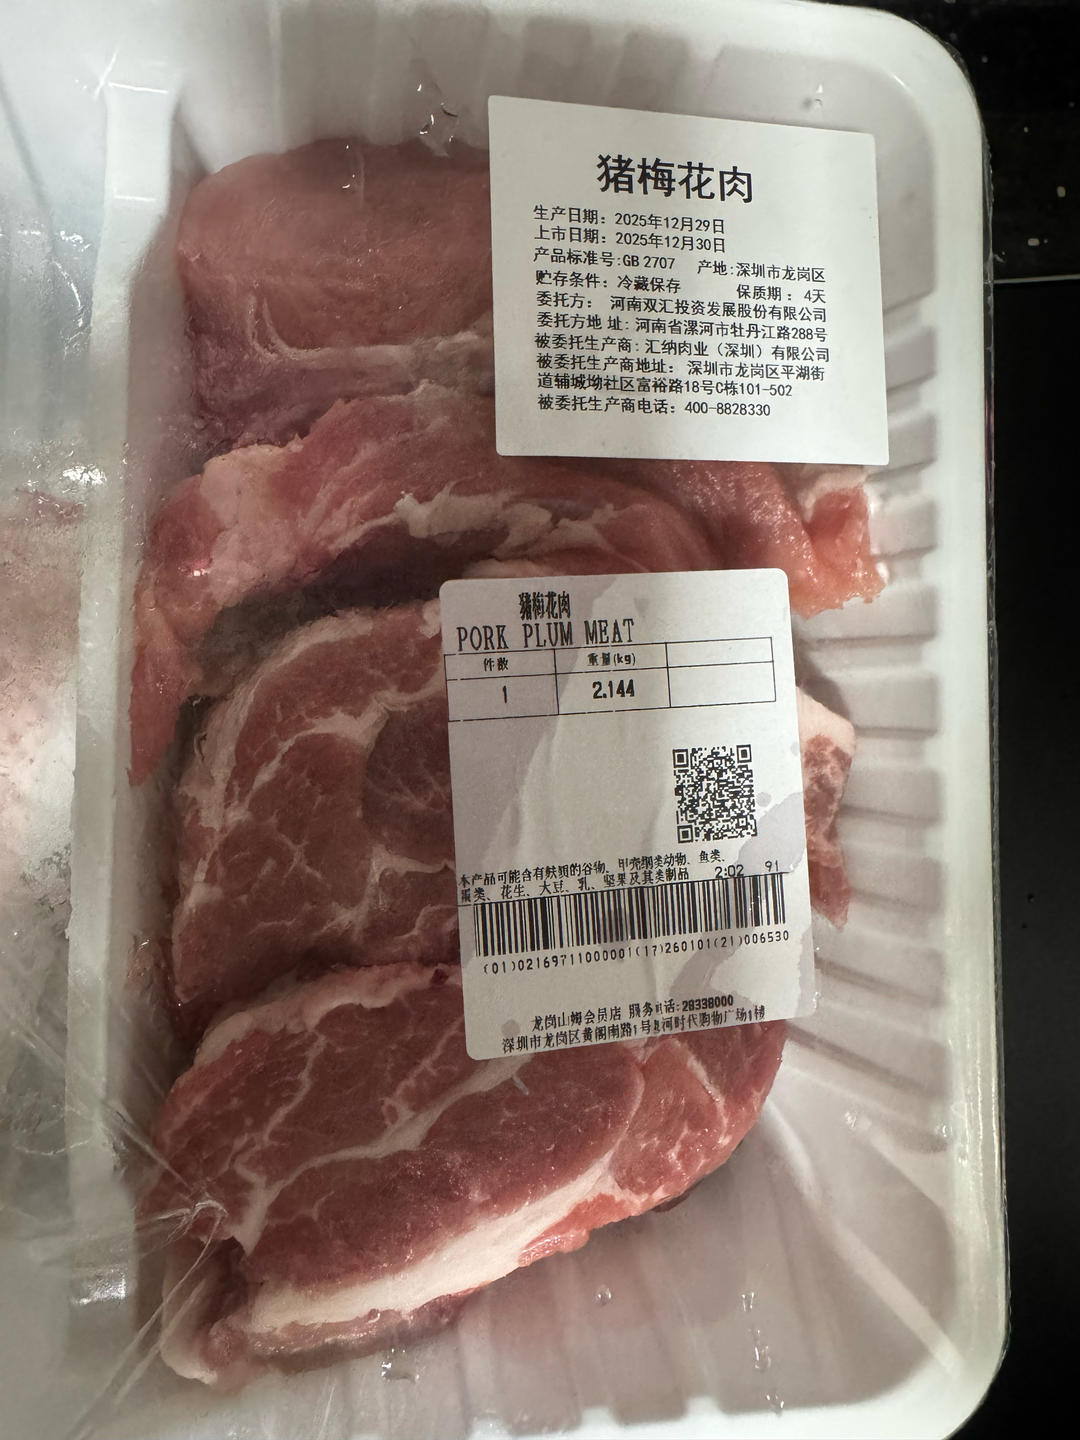 猪梅花肉
生产日期：2025年12月29日
上市日期：2025年12月30日
产品标准号:GB 2707 产地:深圳市龙岗区
贮存条件：冷藏保存 保质期：4天
委托方： 河南双汇投资发展股份有限公司
委托方地 址：河南省漯河市牡丹江路288号
被委托生产商：汇纳肉业（深圳）有限公司
被委托生产商地址： 深圳市龙岗区平湖街
道辅城坳社区富裕路18号C栋101-502
被委托生产商电话：400-8828330
猪梅花肉
PORK PLUM MEAT
件数 重量(kg)
1 2.144
本产品可能含有麸质的谷物、甲壳纲类动物、鱼类、
蛋类、花生、大豆、乳、坚果及其类制品 2:02 91
(01)02169711000001(17)260101(21)006530
龙岗山姆会员店 服务电话:28338000
深圳市龙岗区黄阁南路1号星河时代购物广场1楼